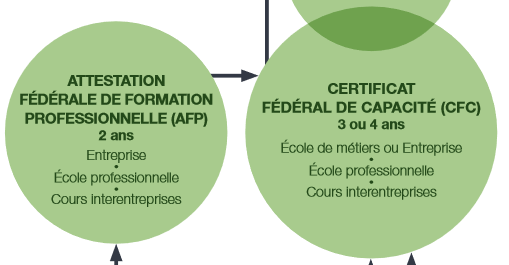 ATTESTATION
FÉDÉRALE DE FORMATION
PROFESSIONNELLE (AFP)
2 ans
Entreprise
•
École professionnelle
•
Cours interentreprises
CERTIFICAT
FÉDÉRAL DE CAPACITÉ (CFC)
3 ou 4 ans
École de métiers ou Entreprise
•
École professionnelle
•
Cours interentreprises